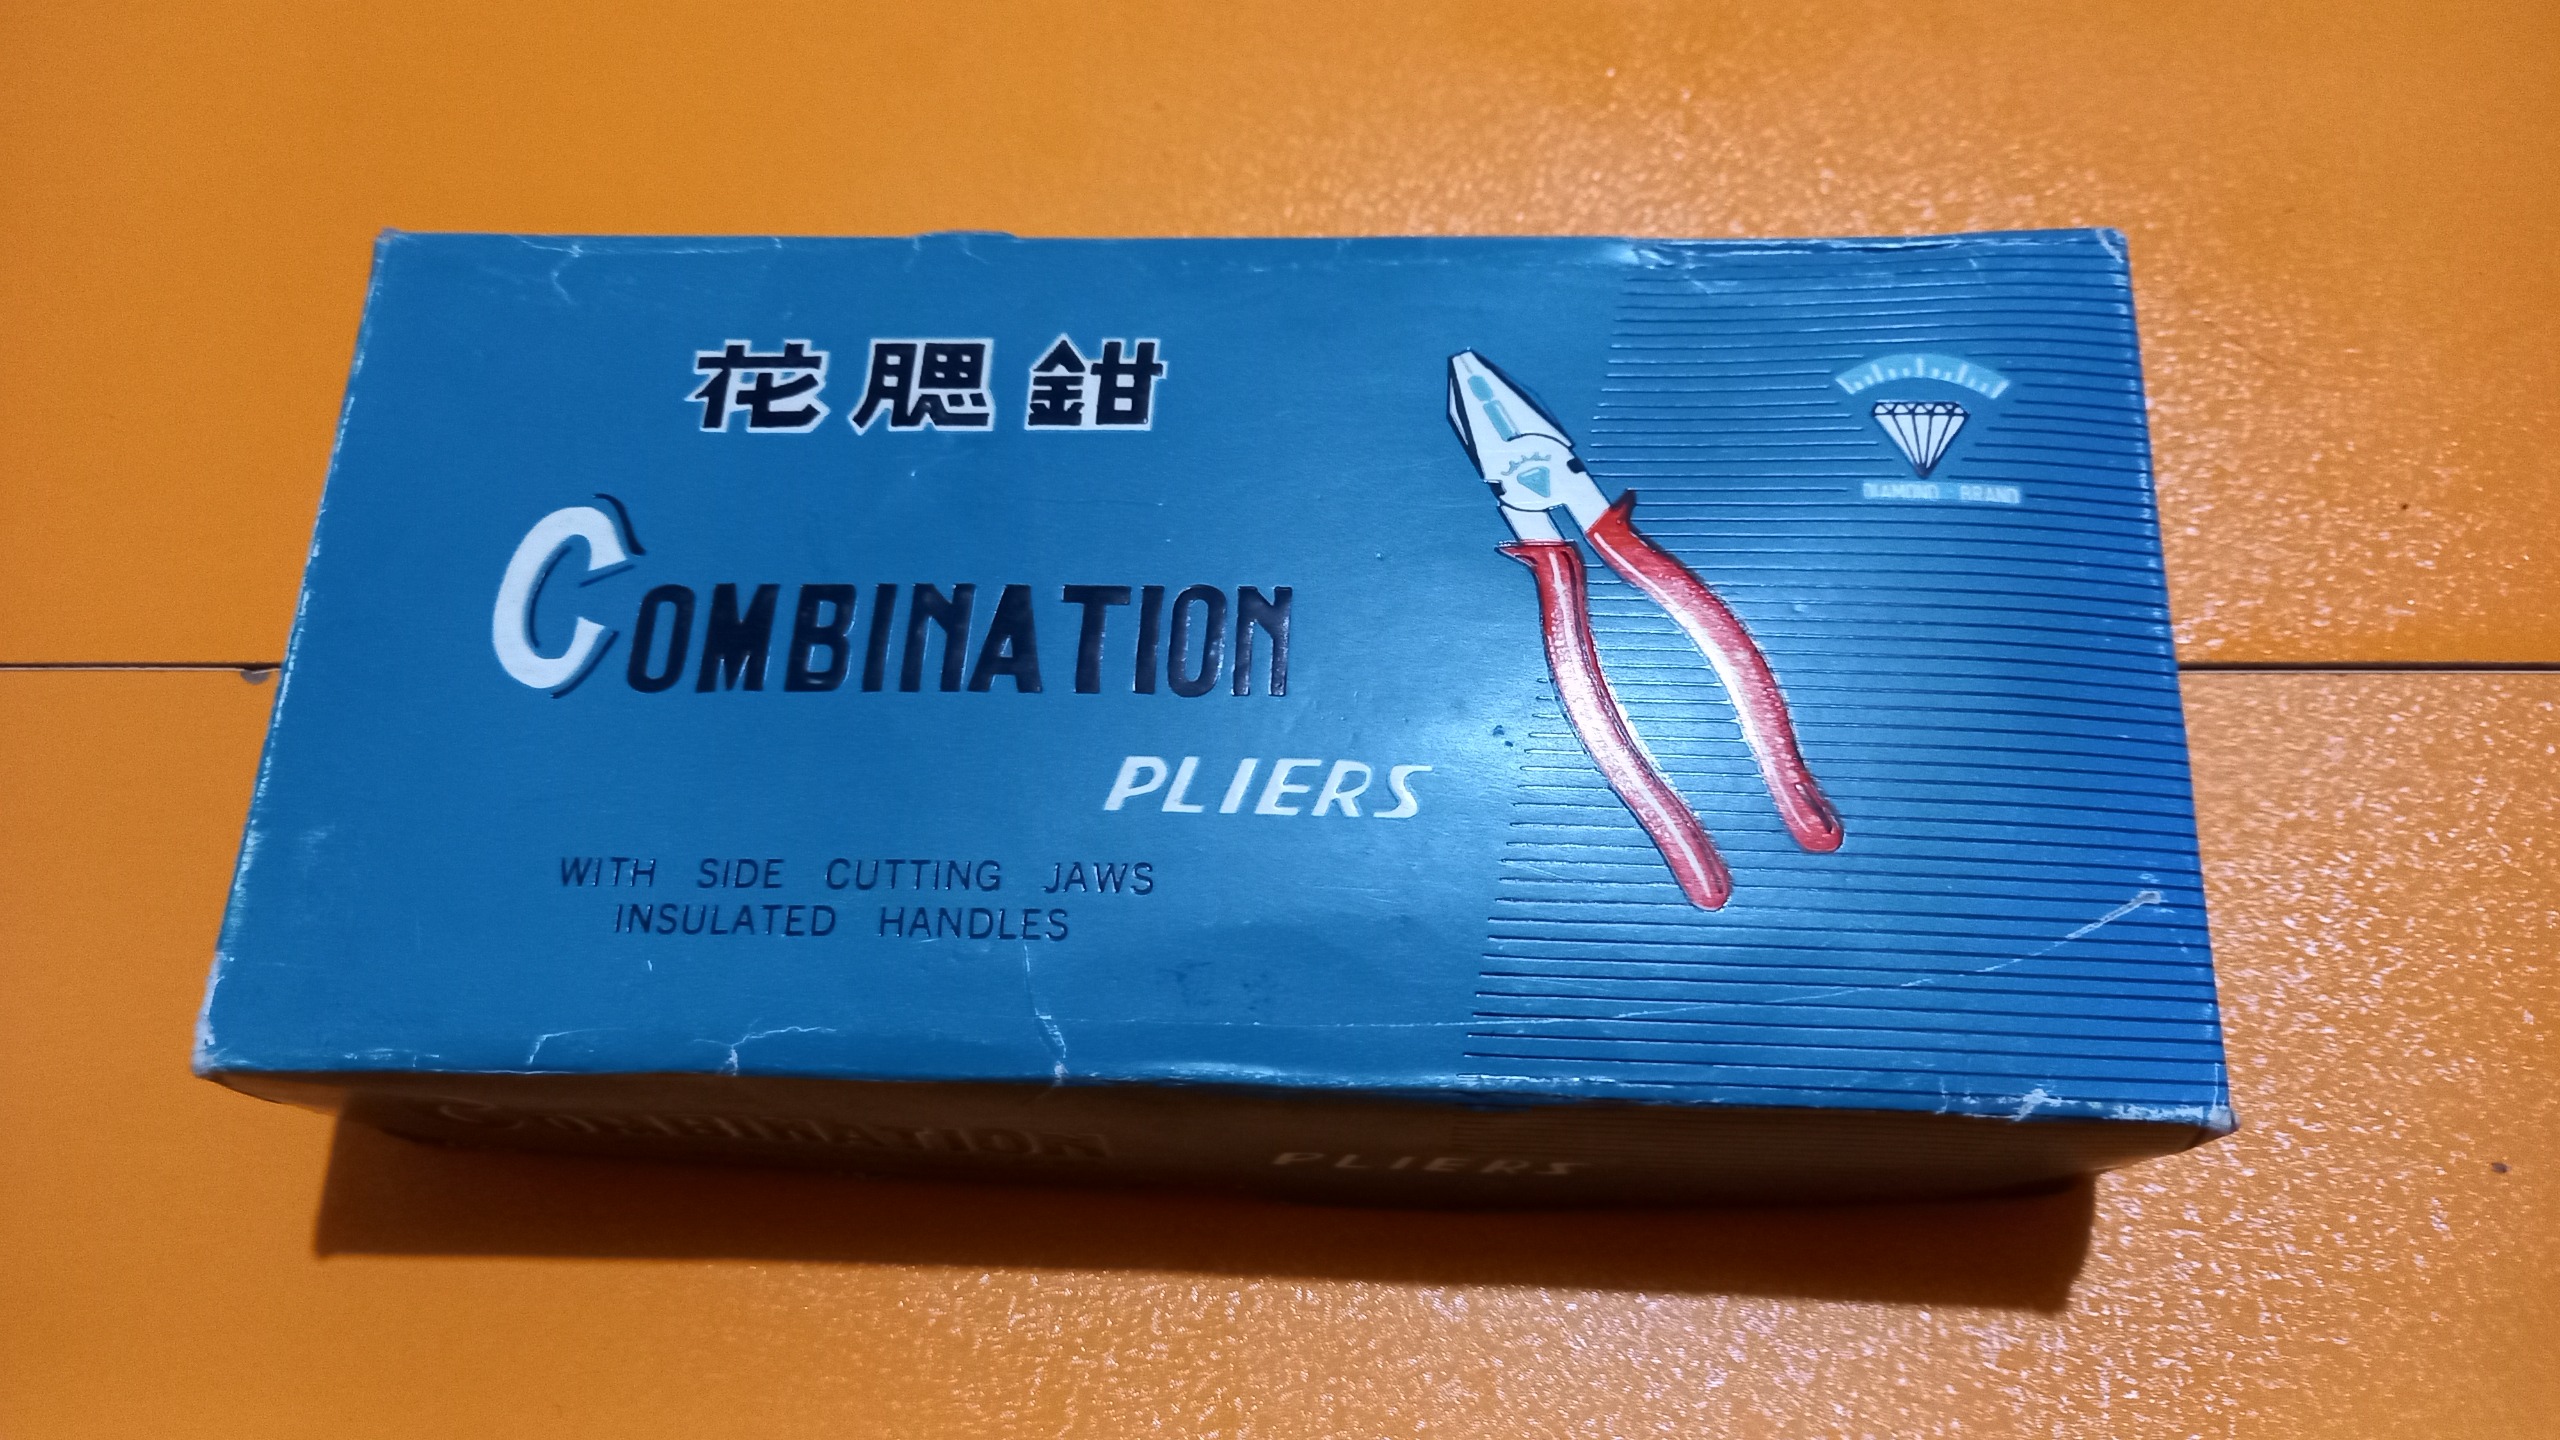 花腮鉗
COMBINATION
PLIERS
WITH SIDE CUTTING JAWS
INSULATED HANDLES
DIAMOND BRAND
COMBINATION PLIERS